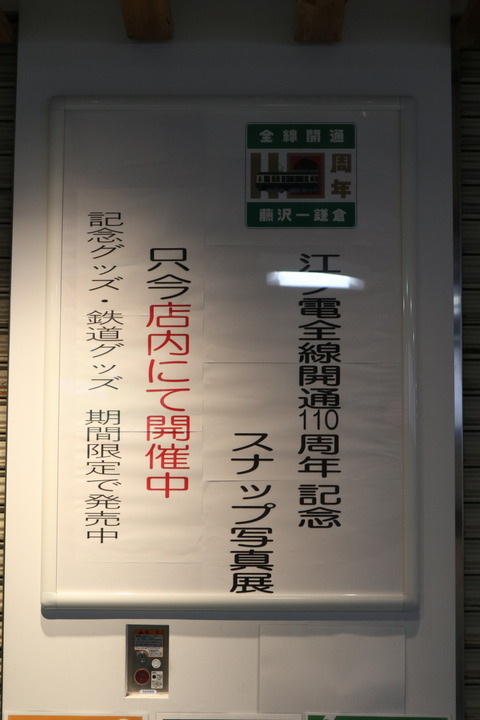 全線開通
110
周年
藤沢ー鎌倉
江ノ電全線開通110周年 記念
スナップ写真展
只今店内にて開催中
記念グッズ・鉄道グッズ 期間限定で発売中